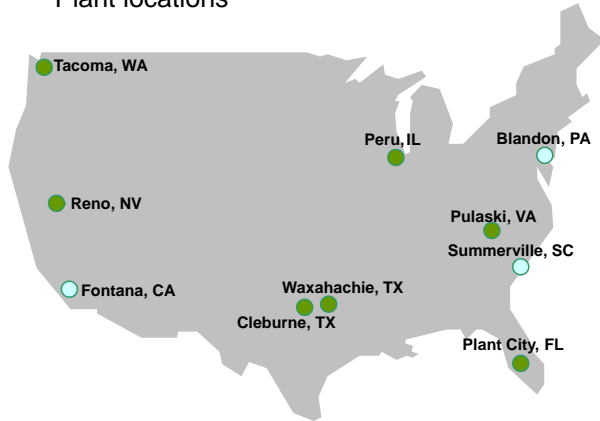 Plant locations
Tacoma, WA
Peru, IL
Blandon, PA
Reno, NV
Pulaski, VA
Summerville, SC
Fontana, CA
Waxahachie, TX
Cleburne, TX
Plant City, FL